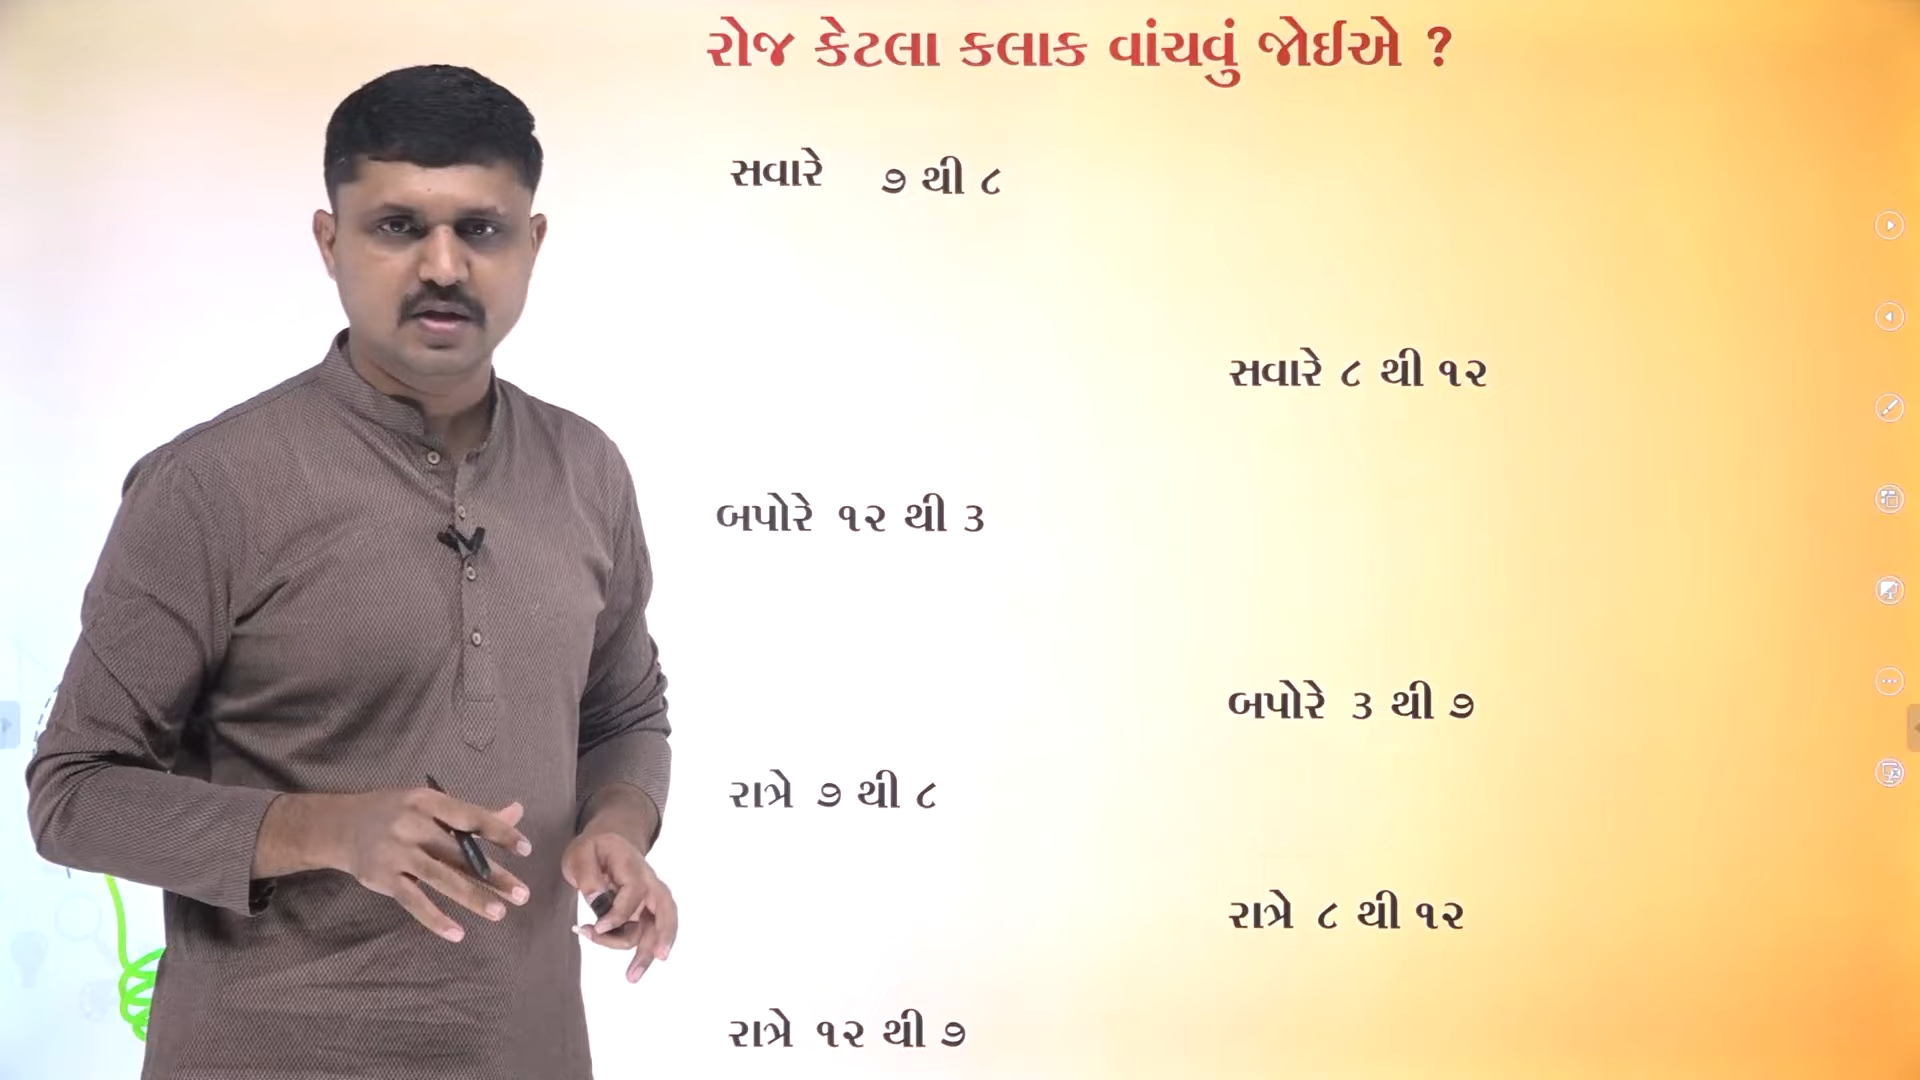 રોજ કેટલા કલાક વાંચવું જોઈએ ?
સવારે ૭ થી ૮
સવારે ૮ થી ૧૨
બપોરે ૧૨ થી ૩
બપોરે ૩ થી ૭
રાત્રે ૭ થી ૮
રાત્રે ૮ થી ૧૨
રાત્રે ૧૨ થી ૭